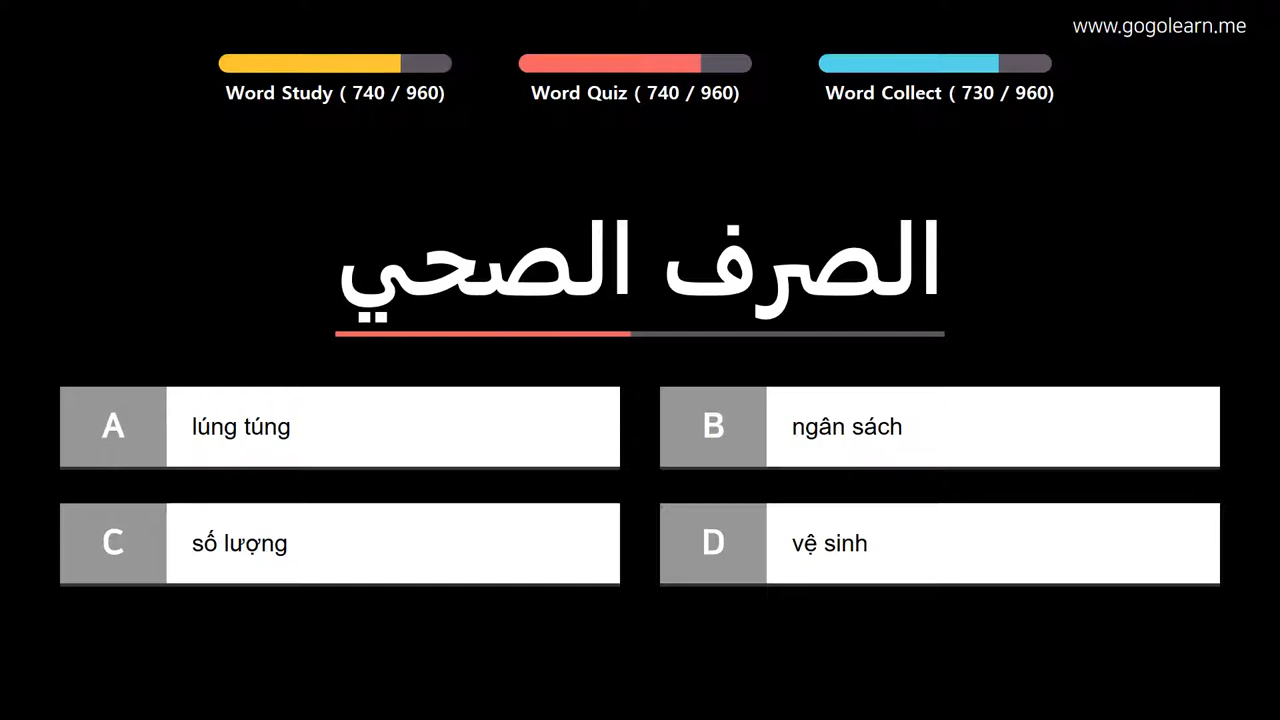 www.gogolearn.me
Word Study ( 740 / 960)
Word Quiz ( 740 / 960)
Word Collect ( 730 / 960)
الصرف الصحي
A lúng túng
B ngân sách
C số lượng
D vệ sinh